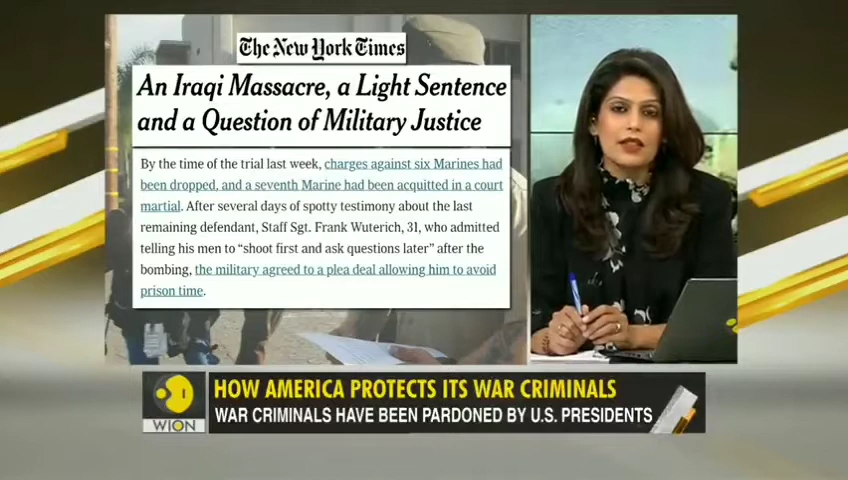 The New York Times
An Iraqi Massacre, a Light Sentence
and a Question of Military Justice
By the time of the trial last week, charges against six Marines had
been dropped, and a seventh Marine had been acquitted in a court
martial. After several days of spotty testimony about the last
remaining defendant, Staff Sgt. Frank Wuterich, 31, who admitted
telling his men to “shoot first and ask questions later” after the
bombing, the military agreed to a plea deal allowing him to avoid
prison time.
HOW AMERICA PROTECTS ITS WAR CRIMINALS
WAR CRIMINALS HAVE BEEN PARDONED BY U.S. PRESIDENTS
WION